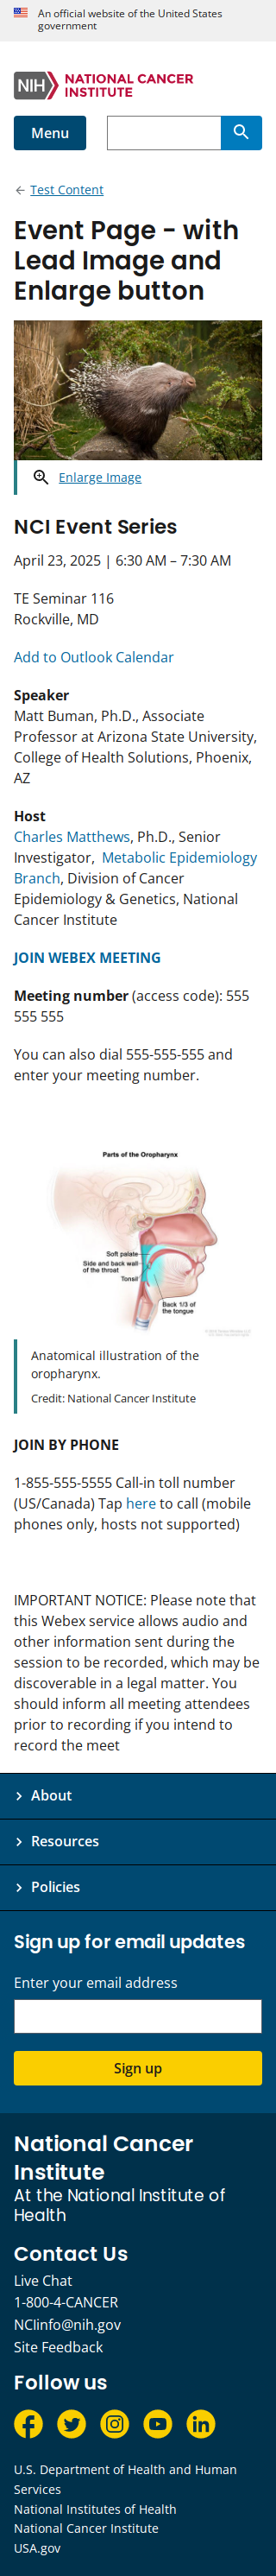 An official website of the United States
government
NIH NATIONAL CANCER
INSTITUTE
Menu
Test Content
Event Page - with
Lead Image and
Enlarge button
Enlarge Image
NCI Event Series
April 23, 2025 | 6:30 AM – 7:30 AM
TE Seminar 116
Rockville, MD
Add to Outlook Calendar
Speaker
Matt Buman, Ph.D., Associate
Professor at Arizona State University,
College of Health Solutions, Phoenix,
AZ
Host
Charles Matthews, Ph.D., Senior
Investigator,  Metabolic Epidemiology
Branch, Division of Cancer
Epidemiology & Genetics, National
Cancer Institute
JOIN WEBEX MEETING
Meeting number (access code): 555
555 555
You can also dial 555-555-555 and
enter your meeting number.
Parts of the Oropharynx
Soft palate
Side and back wall
of the throat
Tonsil
Back 1/3 of
the tongue
Anatomical illustration of the
oropharynx.
Credit: National Cancer Institute
JOIN BY PHONE
1-855-555-5555 Call-in toll number
(US/Canada) Tap here to call (mobile
phones only, hosts not supported)
IMPORTANT NOTICE: Please note that
this Webex service allows audio and
other information sent during the
session to be recorded, which may be
discoverable in a legal matter. You
should inform all meeting attendees
prior to recording if you intend to
record the meet
About
Resources
Policies
Sign up for email updates
Enter your email address
Sign up
National Cancer
Institute
At the National Institute of
Health
Contact Us
Live Chat
1-800-4-CANCER
NCIinfo@nih.gov
Site Feedback
Follow us
U.S. Department of Health and Human
Services
National Institutes of Health
National Cancer Institute
USA.gov